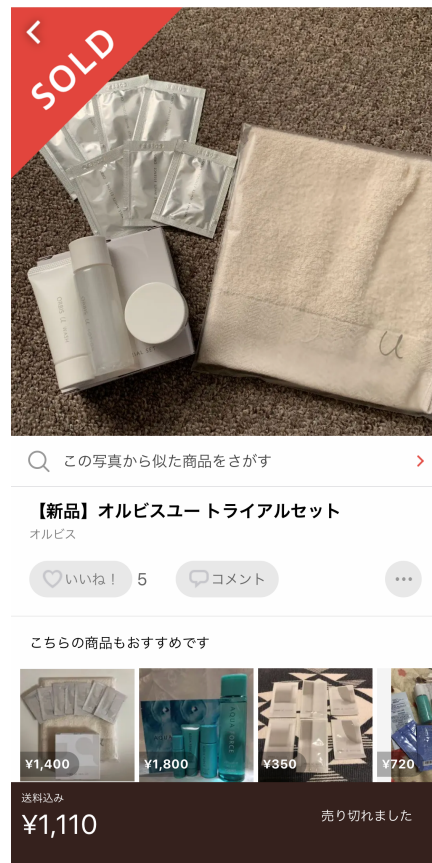 SOLD
ORBIS U
u
この写真から似た商品をさがす
【新品】オルビスユー トライアルセット
オルビス
いいね！ 5 コメント
こちらの商品もおすすめです
¥1,400 ¥1,800 ¥350 ¥720
送料込み
¥1,110
売り切れました